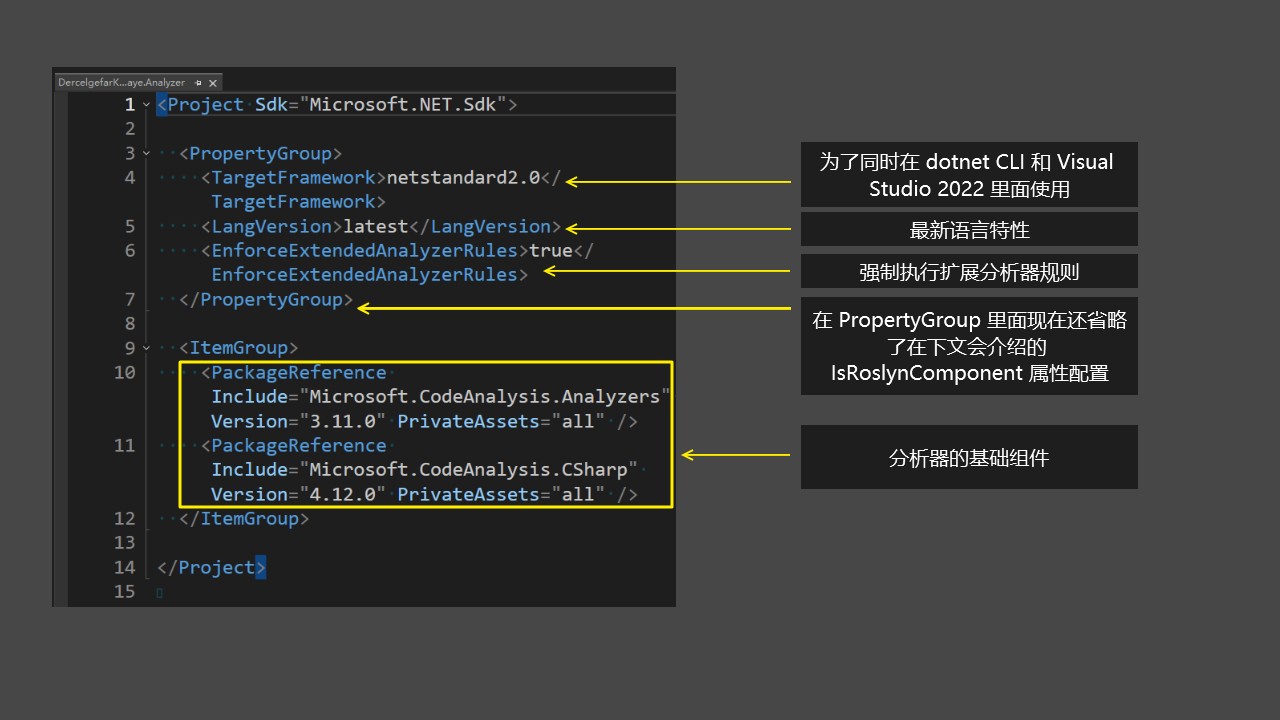 DercelgefarK...aye.Analyzer
1 <Project Sdk="Microsoft.NET.Sdk">
2
3 <PropertyGroup>
4 <TargetFramework>netstandard2.0</
TargetFramework>
5 <LangVersion>latest</LangVersion>
6 <EnforceExtendedAnalyzerRules>true</
EnforceExtendedAnalyzerRules>
7 </PropertyGroup>
8
9 <ItemGroup>
10 <PackageReference
Include="Microsoft.CodeAnalysis.Analyzers"
Version="3.11.0" PrivateAssets="all" />
11 <PackageReference
Include="Microsoft.CodeAnalysis.CSharp"
Version="4.12.0" PrivateAssets="all" />
12 </ItemGroup>
13
14 </Project>
15
为了同时在 dotnet CLI 和 Visual
Studio 2022 里面使用
最新语言特性
强制执行扩展分析器规则
在 PropertyGroup 里面现在还省略
了在下文会介绍的
IsRoslynComponent 属性配置
分析器的基础组件